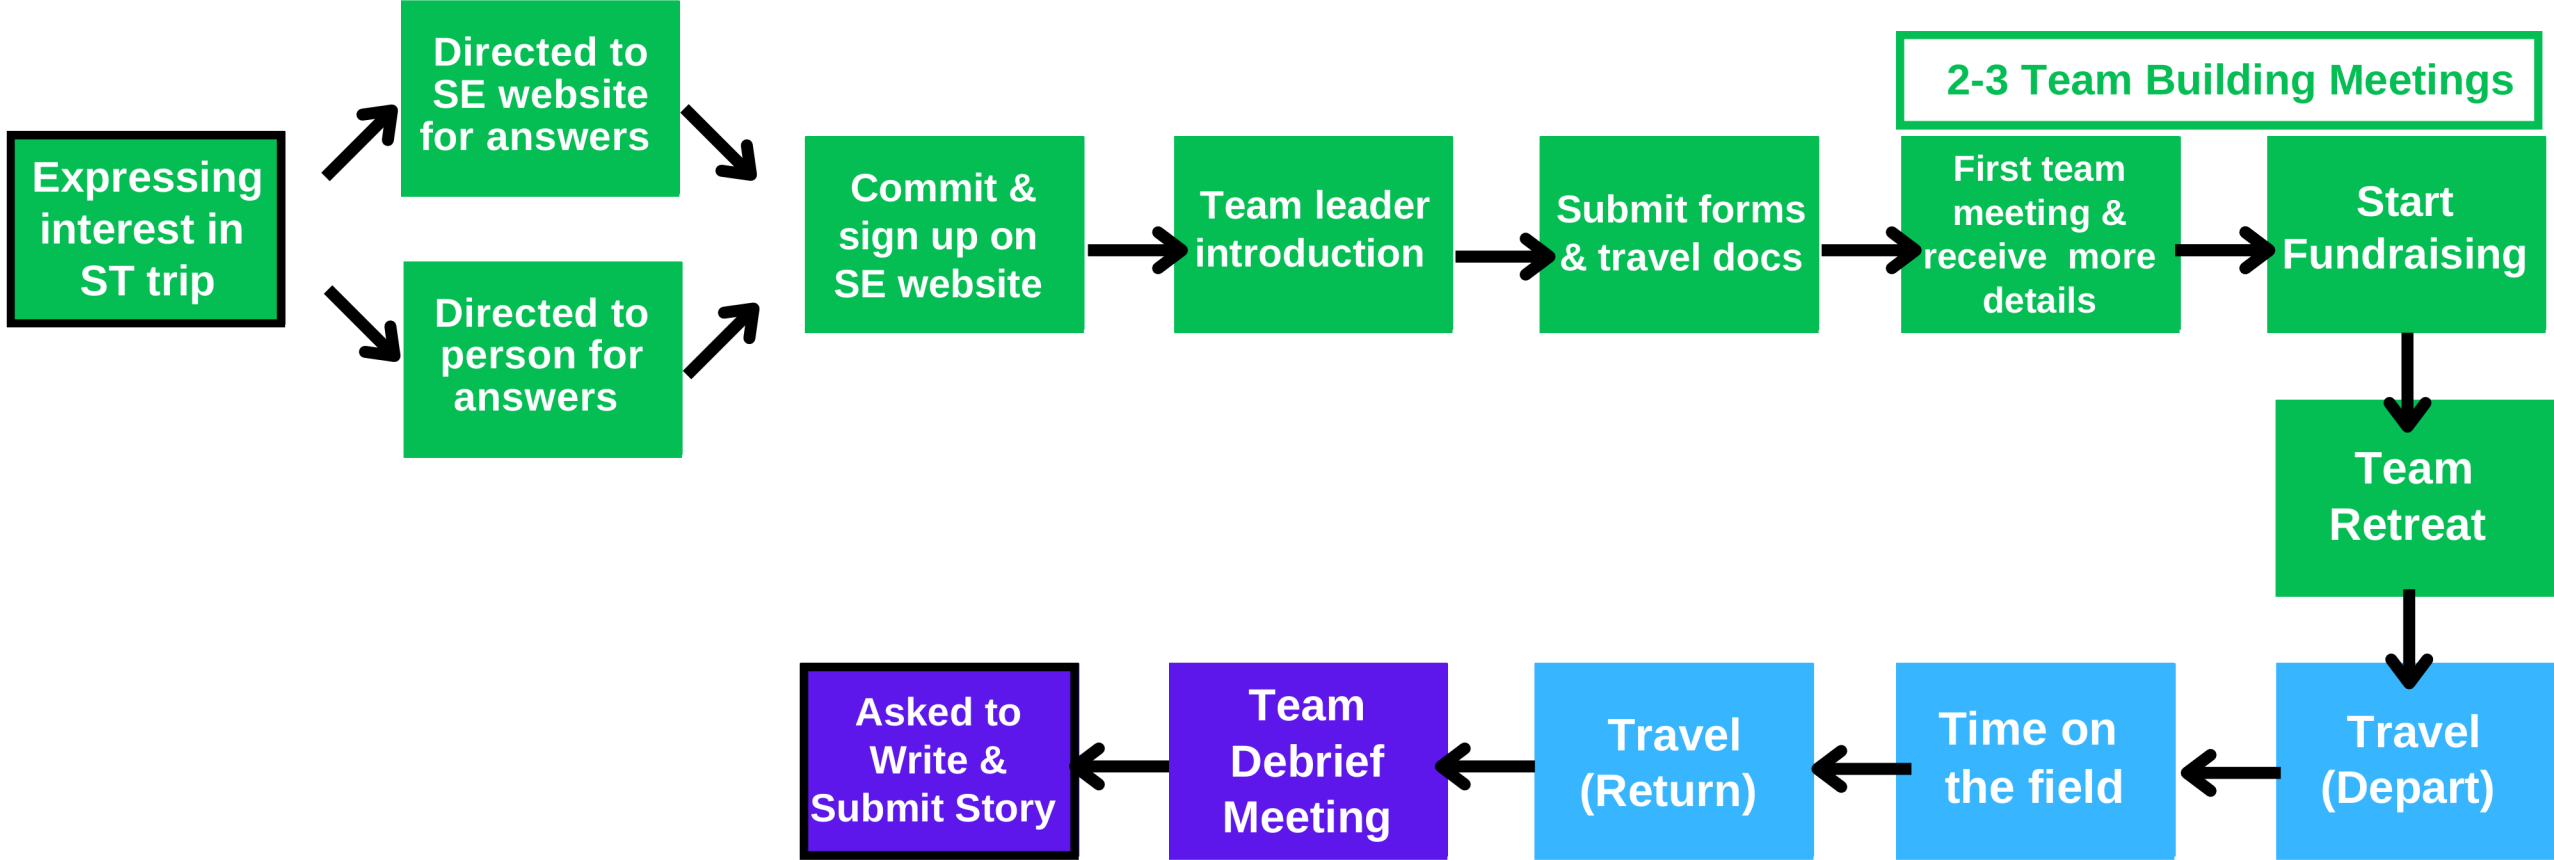 Expressing
interest in
ST trip
Directed to
SE website
for answers
Directed to
person for
answers
Commit &
sign up on
SE website
Team leader
introduction
Submit forms
& travel docs
2-3 Team Building Meetings
First team
meeting &
receive more
details
Start
Fundraising
Team
Retreat
Travel
(Depart)
Time on
the field
Travel
(Return)
Team
Debrief
Meeting
Asked to
Write &
Submit Story